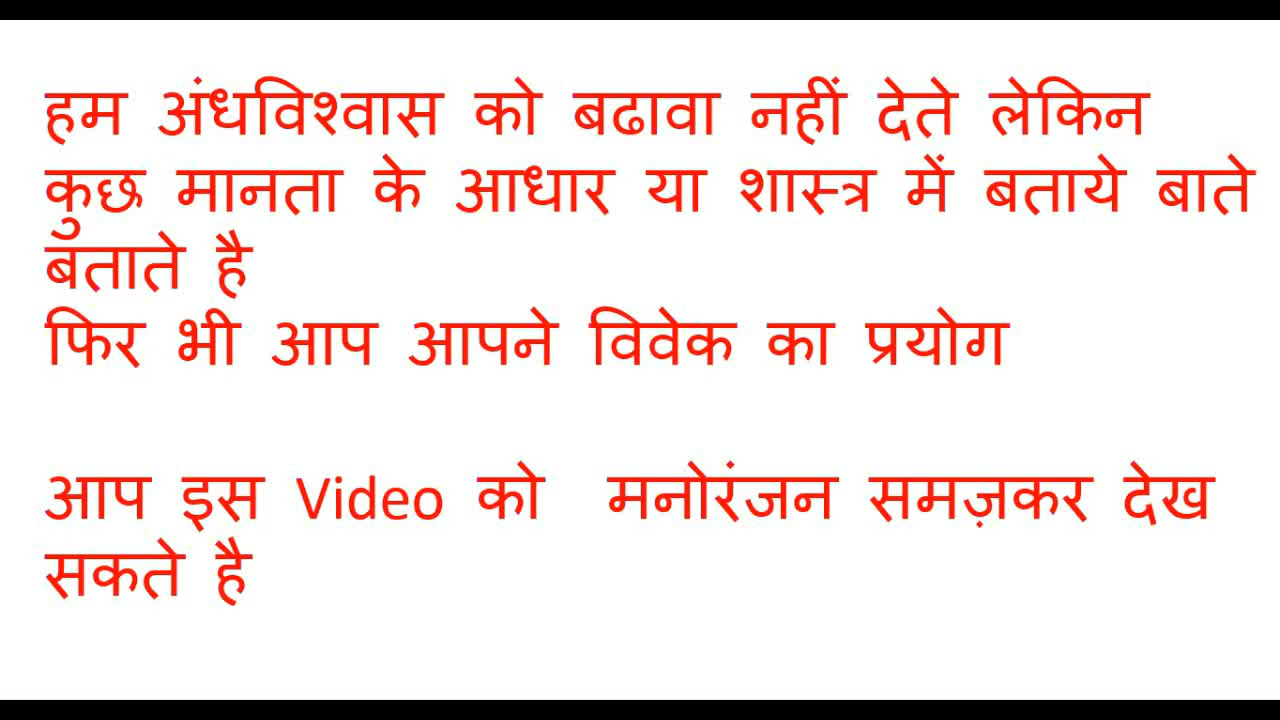 हम अंधविश्वास को बढावा नहीं देते लेकिन
कुछ मानता के आधार या शास्त्र में बताये बाते
बताते है
फिर भी आप आपने विवेक का प्रयोग
आप इस Video को मनोरंजन समज़कर देख
सकते है